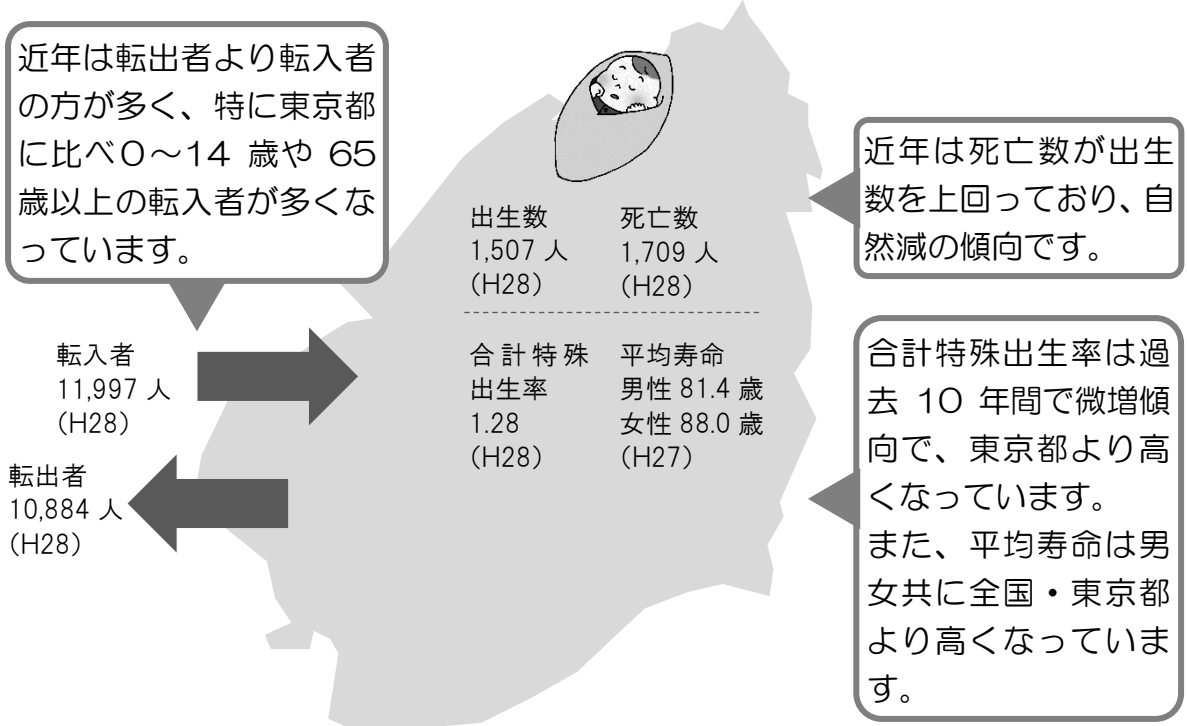 近年は転出者より転入者
の方が多く、特に東京都
に比べ0～14 歳や 65
歳以上の転入者が多くな
っています。
出生数
1,507 人
(H28)
死亡数
1,709 人
(H28)
近年は死亡数が出生
数を上回っており、自
然減の傾向です。
転入者
11,997 人
(H28)
合計特殊
出生率
1.28
(H28)
平均寿命
男性 81.4 歳
女性 88.0 歳
(H27)
転出者
10,884 人
(H28)
合計特殊出生率は過
去 10 年間で微増傾
向で、東京都より高
くなっています。
また、平均寿命は男
女共に全国・東京都
より高くなっていま
す。